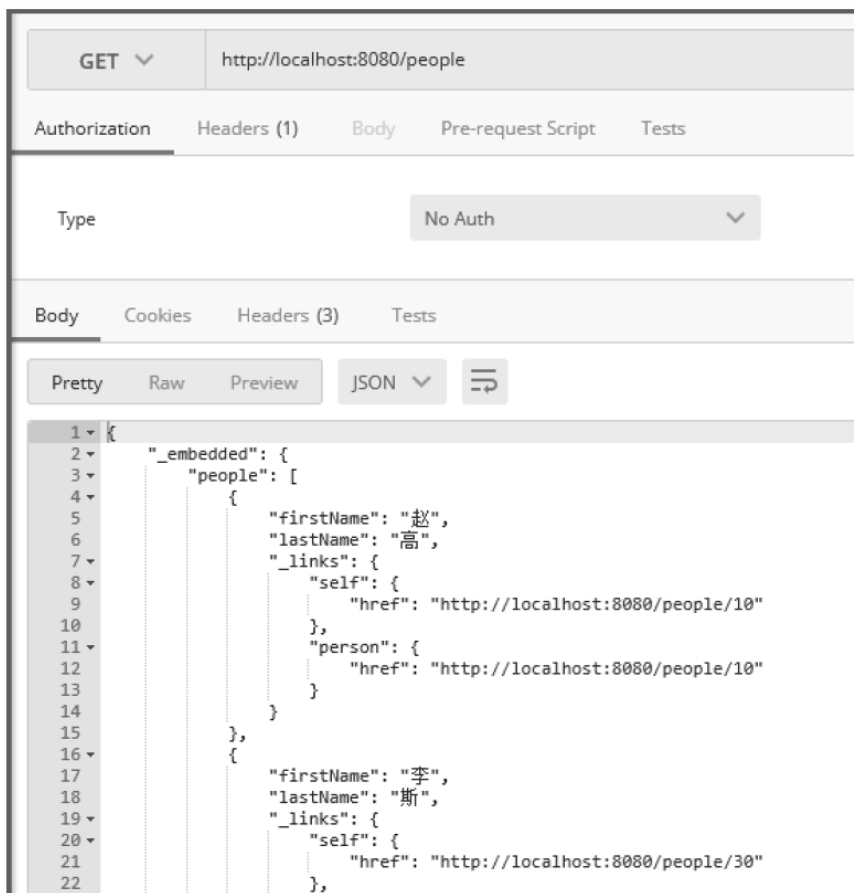 GET http://localhost:8080/people
Authorization Headers (1) Body Pre-request Script Tests
Type No Auth
Body Cookies Headers (3) Tests
Pretty Raw Preview JSON
1 {
2 "_embedded": {
3 "people": [
4 {
5 "firstName": "赵",
6 "lastName": "高",
7 "_links": {
8 "self": {
9 "href": "http://localhost:8080/people/10"
10 },
11 "person": {
12 "href": "http://localhost:8080/people/10"
13 }
14 }
15 },
16 {
17 "firstName": "李",
18 "lastName": "斯",
19 "_links": {
20 "self": {
21 "href": "http://localhost:8080/people/30"
22 },